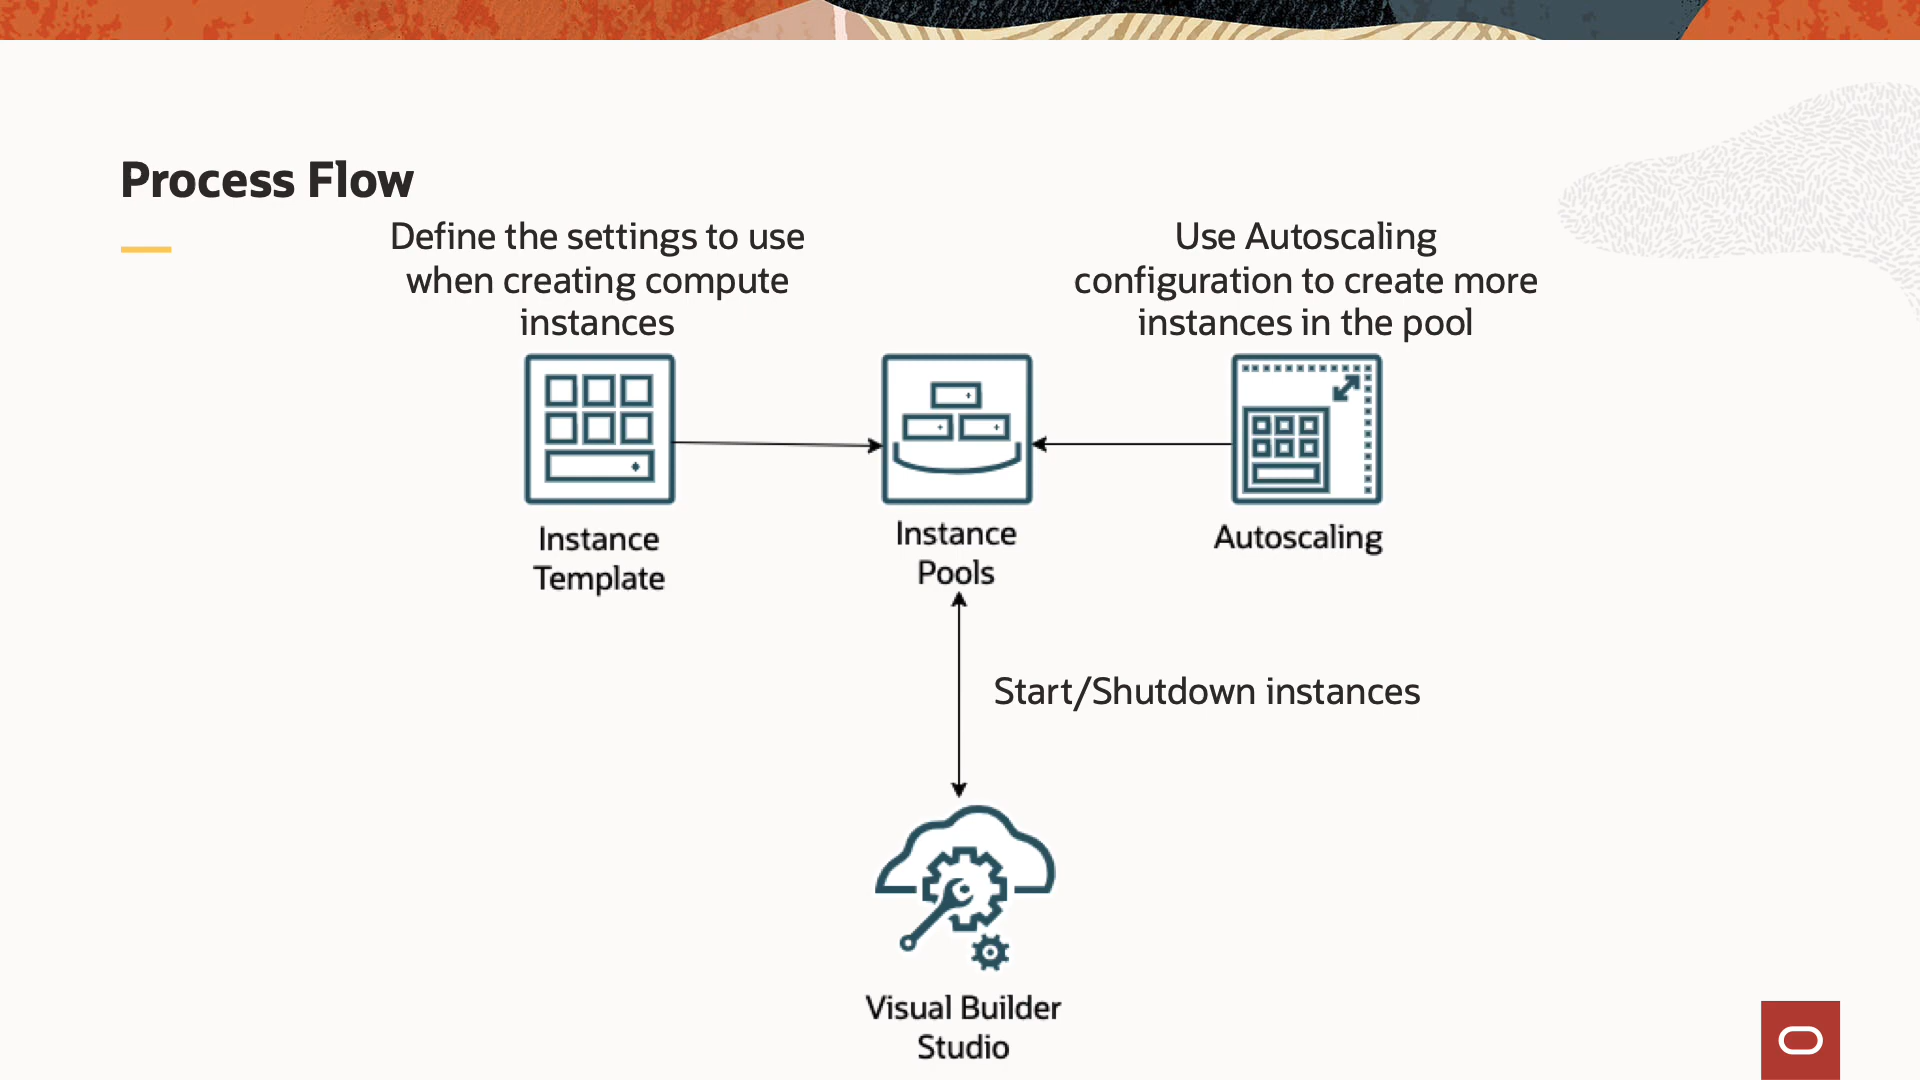 Process Flow
Define the settings to use
when creating compute
instances
Use Autoscaling
configuration to create more
instances in the pool
Instance
Template
Instance
Pools
Autoscaling
Start/Shutdown instances
Visual Builder
Studio